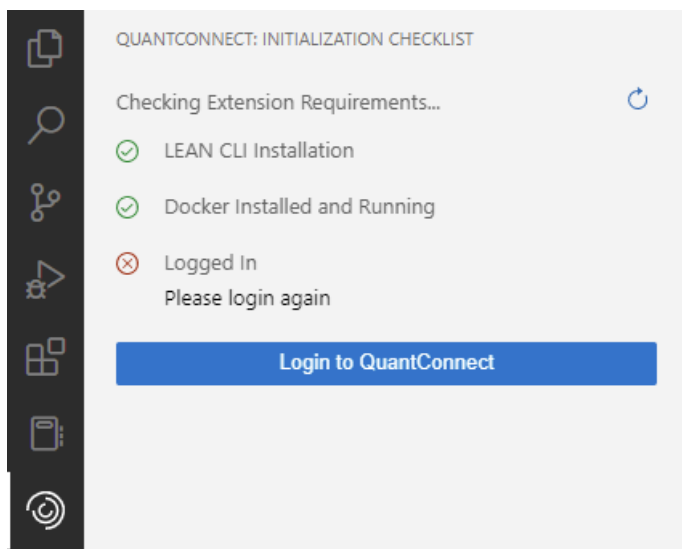 QUANTCONNECT: INITIALIZATION CHECKLIST
Checking Extension Requirements...
LEAN CLI Installation
Docker Installed and Running
Logged In
Please login again
Login to QuantConnect